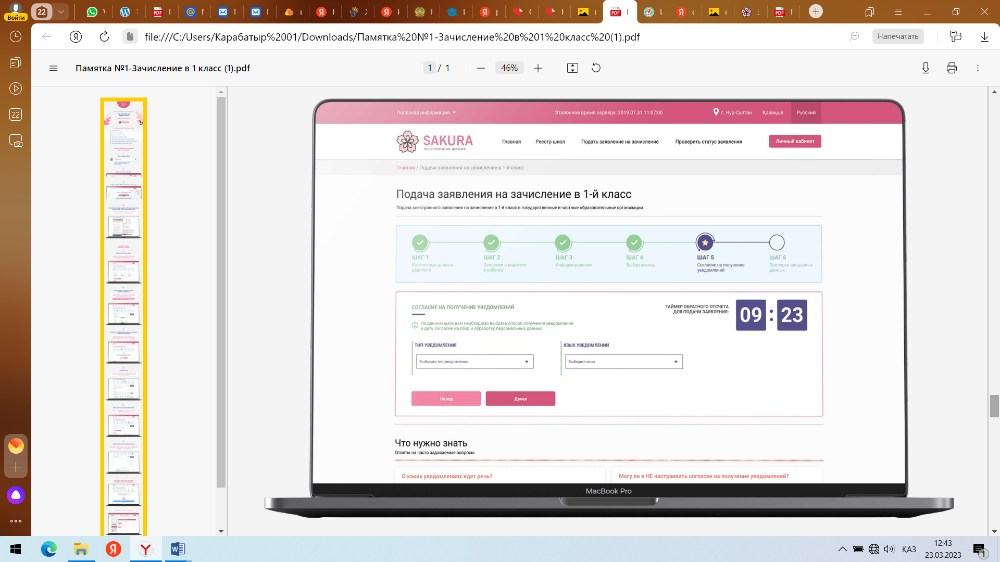 Войти
22
file:///C:/Users/Карабатыр%2001/Downloads/Памятка%20№1-Зачисление%20в%201%20класс%20(1).pdf
Напечатать
Памятка №1-Зачисление в 1 класс (1).pdf
1 / 1
46%
22
Полезная информация
Эталонное время сервера: 2019.07.31 11:07:00
г. Нур-Султан
Қазақша
Русский
SAKURA
ЭЛЕКТРОННАЯ ШКОЛА
Главная
Реестр школ
Подать заявление на зачисление
Проверить статус заявления
Личный кабинет
Главная / Подача заявления на зачисление в 1-й класс
Подача заявления на зачисление в 1-й класс
Подача электронного заявления на зачисление в 1-й класс в государственные и частные образовательные организации
ШАГ 1
Контактные данные
родителя
ШАГ 2
Сведения о родителе
и ребенке
ШАГ 3
Информирование
ШАГ 4
Выбор школы
ШАГ 5
Согласие на получение
уведомлений
ШАГ 6
Проверка введенных
данных
СОГЛАСИЕ НА ПОЛУЧЕНИЕ УВЕДОМЛЕНИЙ
На данном шаге вам необходимо выбрать способ получения уведомлений
и дать согласие на сбор и обработку персональных данных
ТАЙМЕР ОБРАТНОГО ОТСЧЕТА
ДЛЯ ПОДАЧИ ЗАЯВЛЕНИЯ:
09 : 23
ТИП УВЕДОМЛЕНИЯ
Выберите тип уведомления
ЯЗЫК УВЕДОМЛЕНИЙ
Выберите язык
Назад
Далее
Что нужно знать
Ответы на часто задаваемые вопросы
О каких уведомлениях идет речь?
Могу ли я НЕ настраивать согласие на получение уведомлений?
MacBook Pro
ҚАЗ
12:43
23.03.2023
1